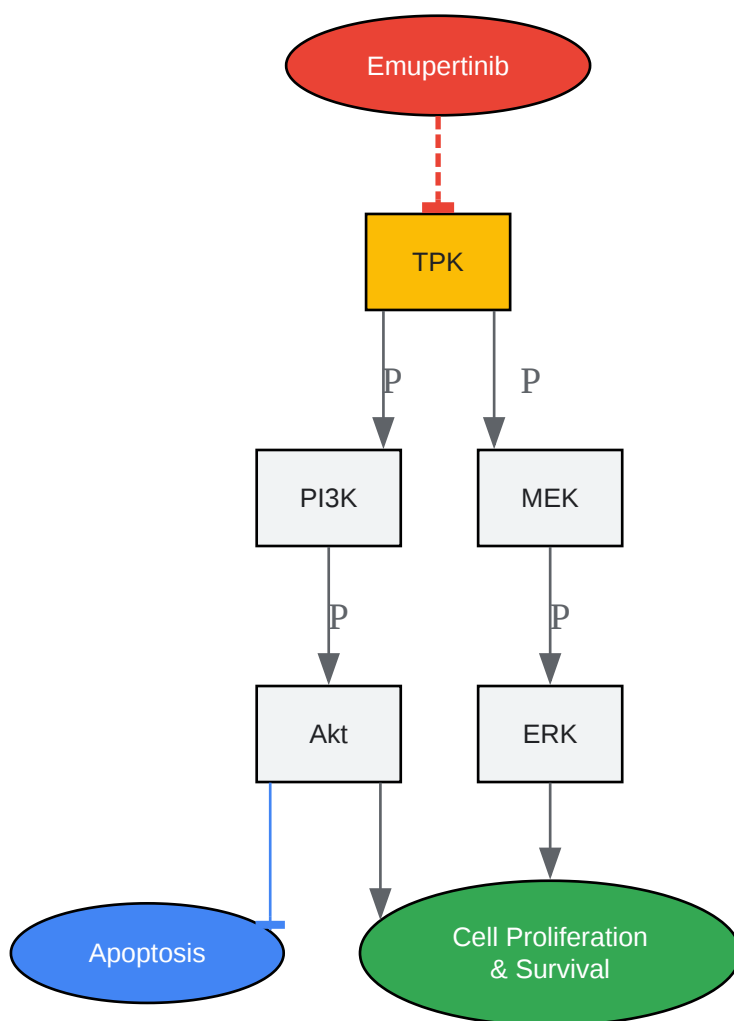 Emupertinib
TPK
P
P
PI3K
MEK
P
P
Akt
ERK
Apoptosis
Cell Proliferation
& Survival